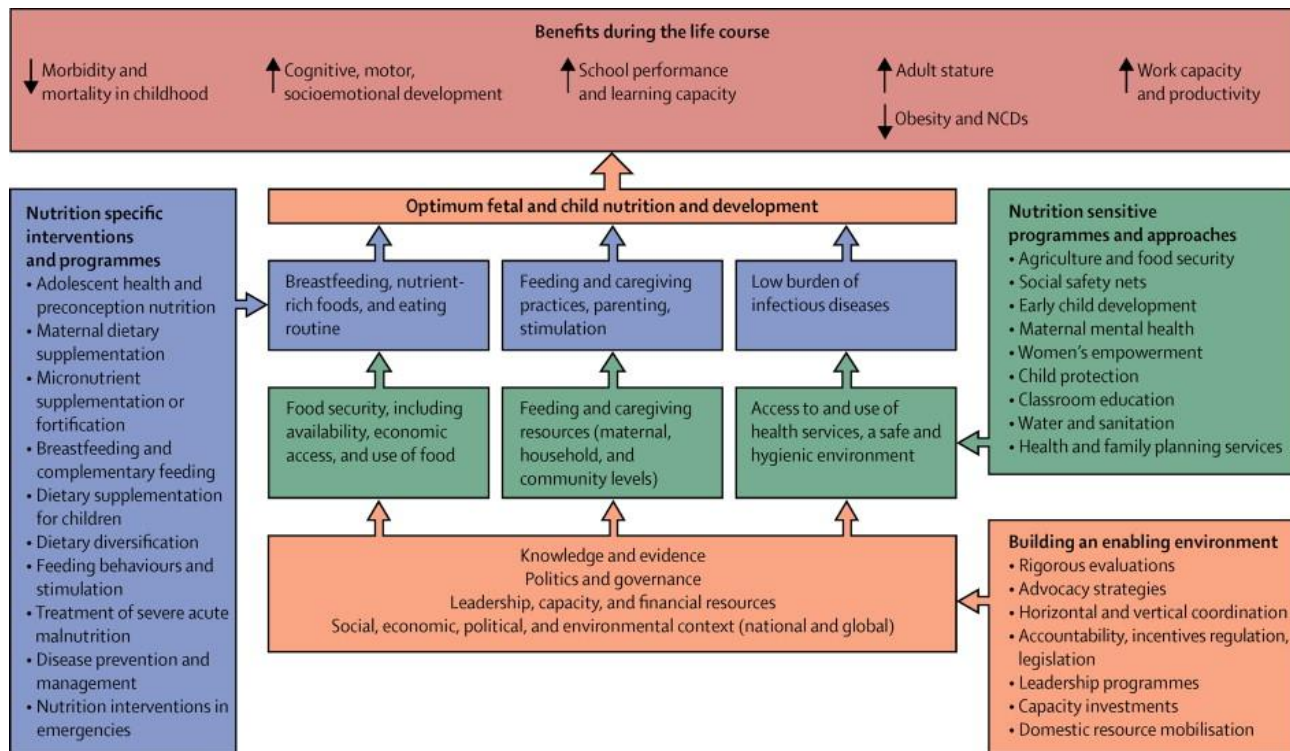 Benefits during the life course
Morbidity and
mortality in childhood
Cognitive, motor,
socioemotional development
School performance
and learning capacity
Adult stature
Obesity and NCDs
Work capacity
and productivity
Nutrition specific
interventions
and programmes
• Adolescent health and
preconception nutrition
• Maternal dietary
supplementation
• Micronutrient
supplementation or
fortification
• Breastfeeding and
complementary feeding
• Dietary supplementation
for children
• Dietary diversification
• Feeding behaviours and
stimulation
• Treatment of severe acute
malnutrition
• Disease prevention and
management
• Nutrition interventions in
emergencies
Optimum fetal and child nutrition and development
Breastfeeding, nutrient-
rich foods, and eating
routine
Feeding and caregiving
practices, parenting,
stimulation
Low burden of
infectious diseases
Food security, including
availability, economic
access, and use of food
Feeding and caregiving
resources (maternal,
household, and
community levels)
Access to and use of
health services, a safe and
hygienic environment
Knowledge and evidence
Politics and governance
Leadership, capacity, and financial resources
Social, economic, political, and environmental context (national and global)
Nutrition sensitive
programmes and approaches
• Agriculture and food security
• Social safety nets
• Early child development
• Maternal mental health
• Women's empowerment
• Child protection
• Classroom education
• Water and sanitation
• Health and family planning services
Building an enabling environment
• Rigorous evaluations
• Advocacy strategies
• Horizontal and vertical coordination
• Accountability, incentives regulation,
legislation
• Leadership programmes
• Capacity investments
• Domestic resource mobilisation